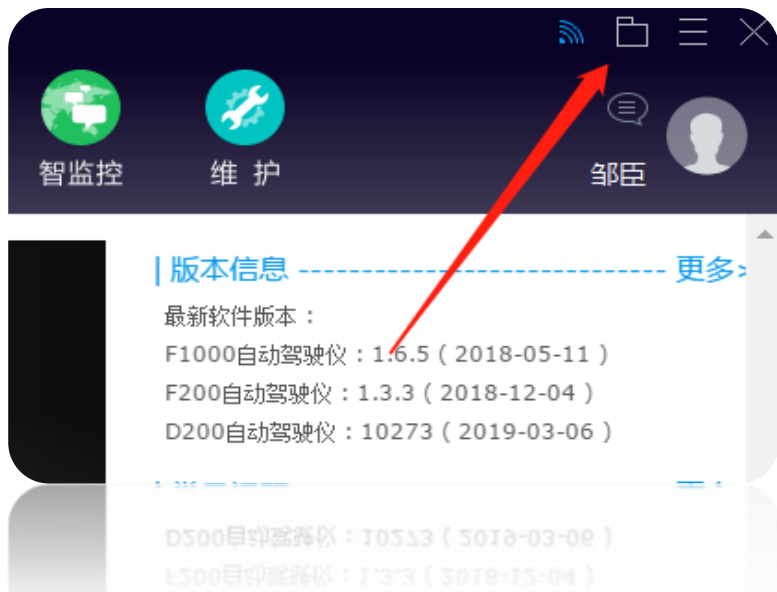 智监控
维 护
邹臣
版本信息 ---------------------------- 更多>
最新软件版本：
F1000自动驾驶仪：1.6.5（2018-05-11）
F200自动驾驶仪：1.3.3（2018-12-04）
D200自动驾驶仪：10273（2019-03-06）